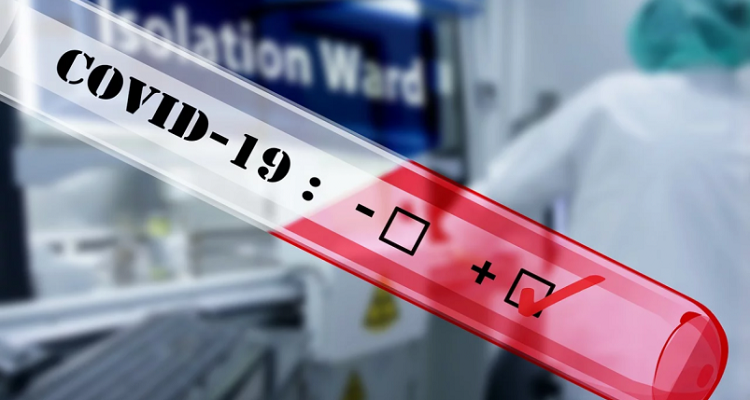 Isolation Ward
COVID-19 :
- ☐ + ☑